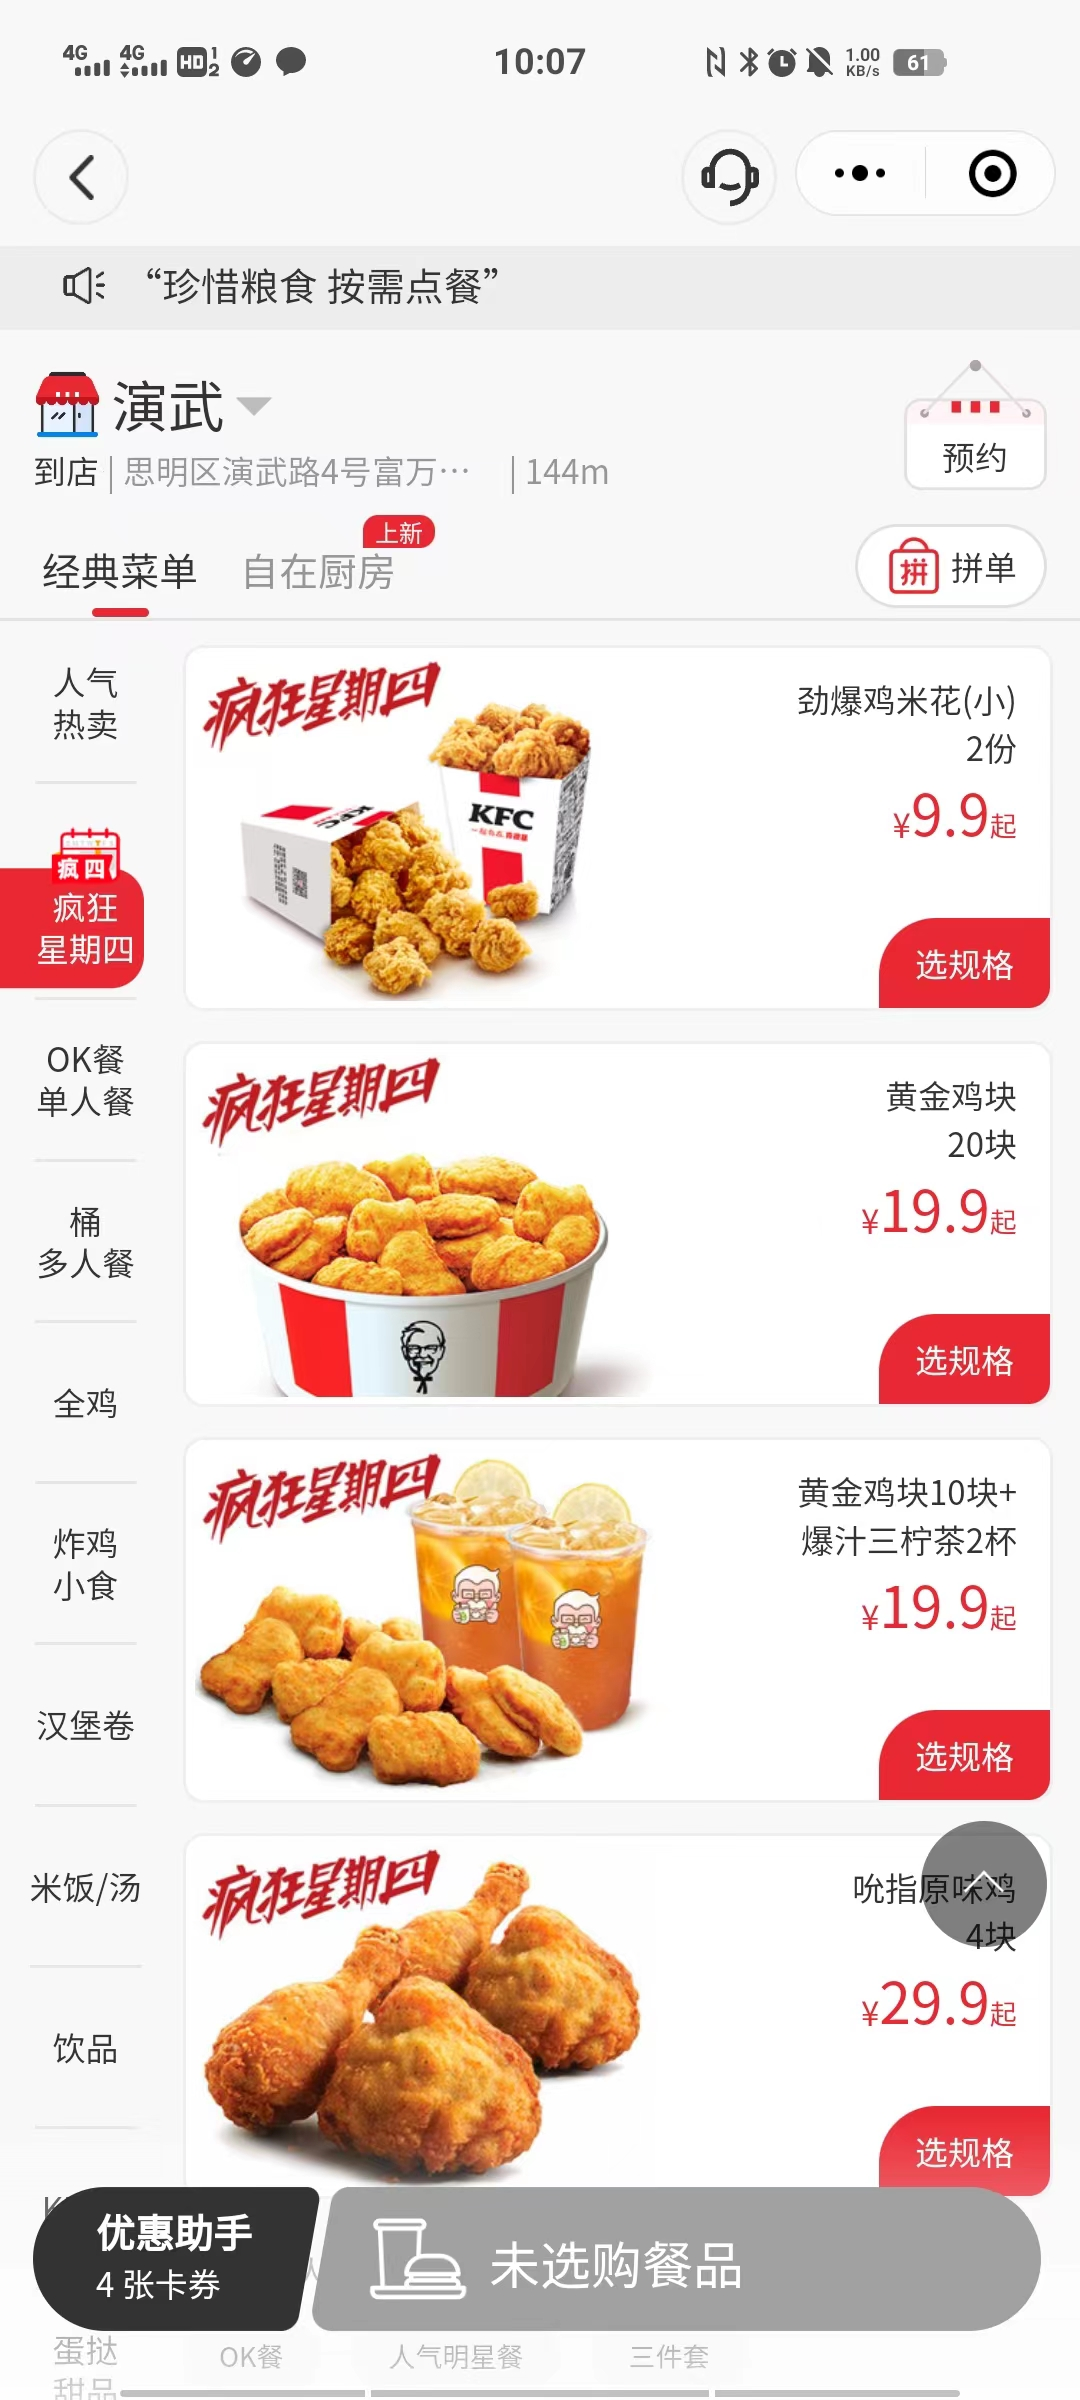 4G 4G HD 1 2 10:07 1.00 KB/s 61
“珍惜粮食 按需点餐”
演武
到店 | 思明区演武路4号富万… | 144m
预约
经典菜单 自在厨房 上新
拼 拼单
人气
热卖
疯四
疯狂
星期四
OK餐
单人餐
桶
多人餐
全鸡
炸鸡
小食
汉堡卷
米饭/汤
饮品
蛋挞
甜品
疯狂星期四
KFC
KFC
劲爆鸡米花(小)
2份
¥9.9起
选规格
疯狂星期四
黄金鸡块
20块
¥19.9起
选规格
疯狂星期四
黄金鸡块10块+
爆汁三柠茶2杯
¥19.9起
选规格
疯狂星期四
吮指原味鸡
4块
¥29.9起
选规格
优惠助手
4 张卡券
未选购餐品
OK餐 人气明星餐 三件套